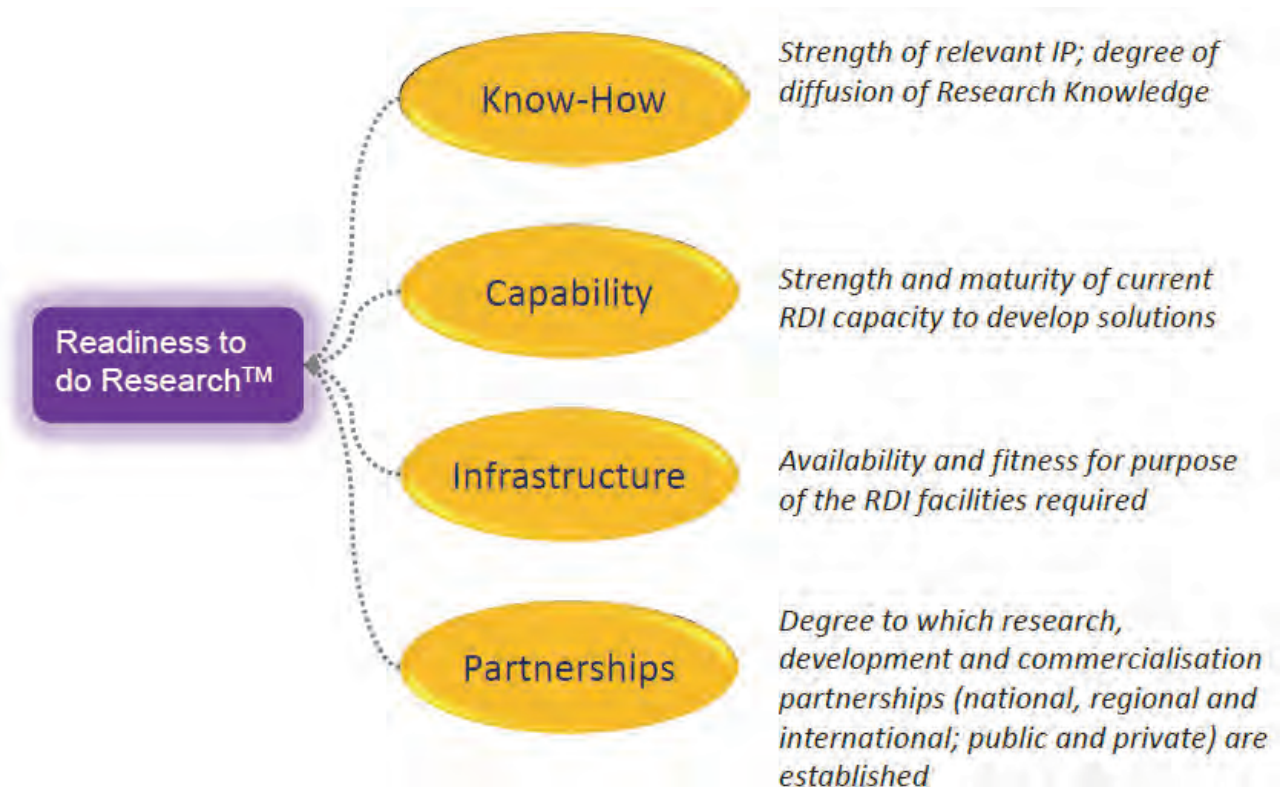 Know-How
Strength of relevant IP; degree of
diffusion of Research Knowledge
Capability
Strength and maturity of current
RDI capacity to develop solutions
Readiness to
do Research™
Infrastructure
Availability and fitness for purpose
of the RDI facilities required
Partnerships
Degree to which research,
development and commercialisation
partnerships (national, regional and
international; public and private) are
established